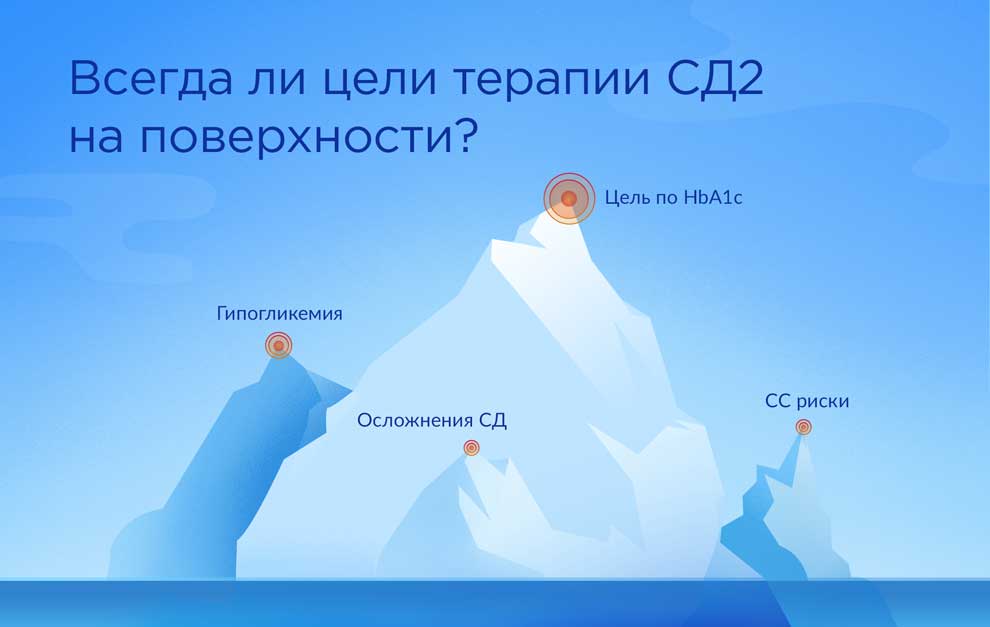 Всегда ли цели терапии СД2
на поверхности?
Цель по HbA1c
Гипогликемия
СС риски
Осложнения СД